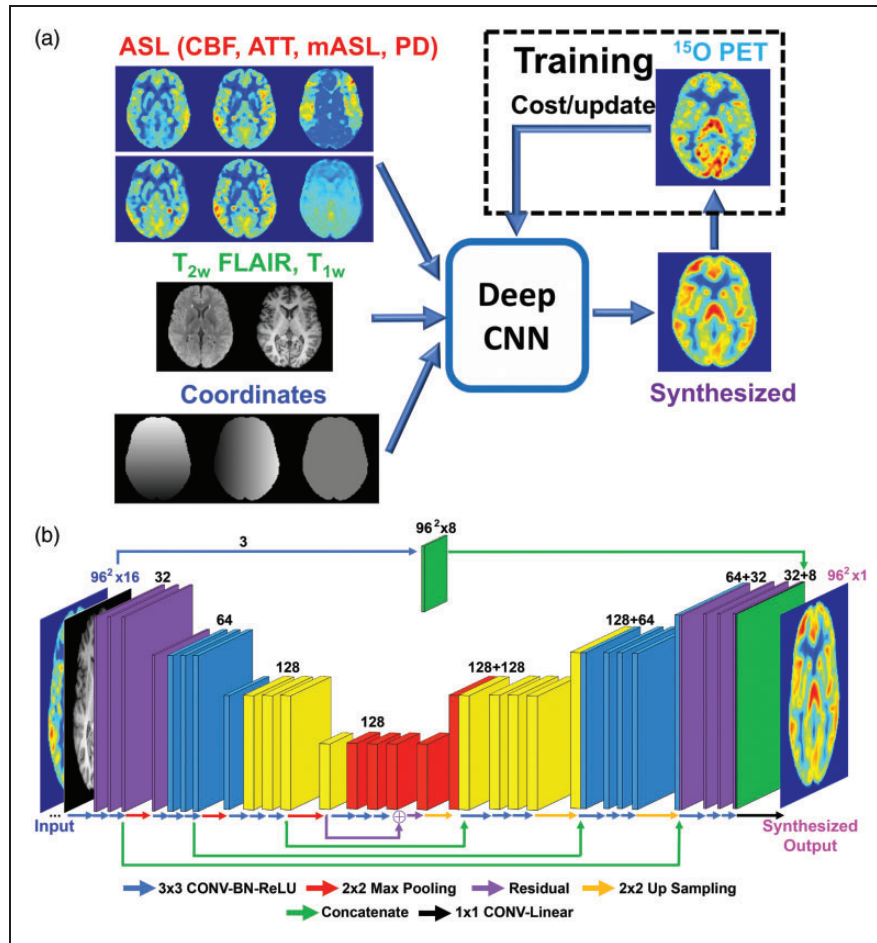 (a)
ASL (CBF, ATT, mASL, PD)
¹⁵O PET
Training
Cost/update
T₂w FLAIR, T₁w
Deep
CNN
Coordinates
Synthesized
(b)
3
96²x8
96²x16
32
64
128
128
128+128
128+64
64+32
32+8
96²x1
...
Input
Synthesized
Output
3x3 CONV-BN-ReLU
2x2 Max Pooling
Residual
2x2 Up Sampling
Concatenate
1x1 CONV-Linear